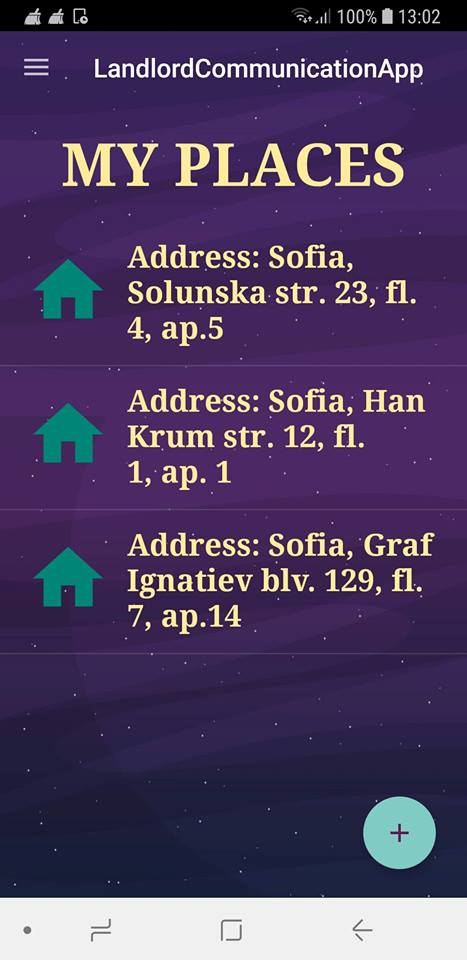 100% 13:02
LandlordCommunicationApp
MY PLACES
Address: Sofia,
Solunska str. 23, fl.
4, ap.5
Address: Sofia, Han
Krum str. 12, fl.
1, ap. 1
Address: Sofia, Graf
Ignatiev blv. 129, fl.
7, ap.14
+